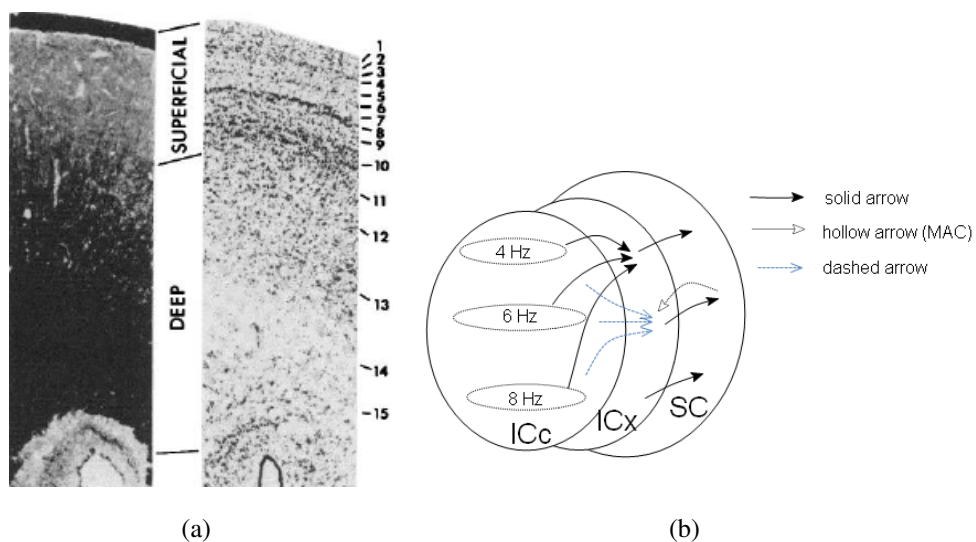 SUPERFICIAL
DEEP
1
2
3
4
5
6
7
8
9
10
11
12
13
14
15
(a)
4 Hz
6 Hz
8 Hz
ICc
ICx
SC
solid arrow
hollow arrow (MAC)
dashed arrow
(b)